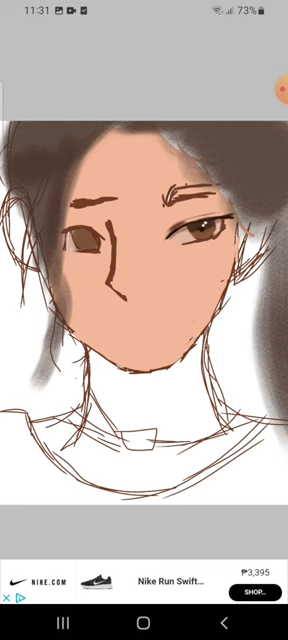 11:31
73%
NIKE.COM
Nike Run Swift...
₱3,395
SHOP...